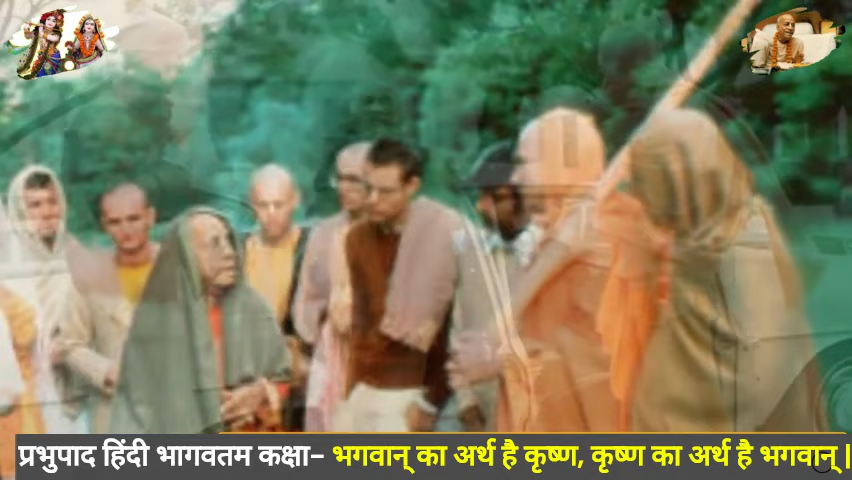 प्रभुपाद हिंदी भागवतम कक्षा– भगवान् का अर्थ है कृष्ण, कृष्ण का अर्थ है भगवान् |